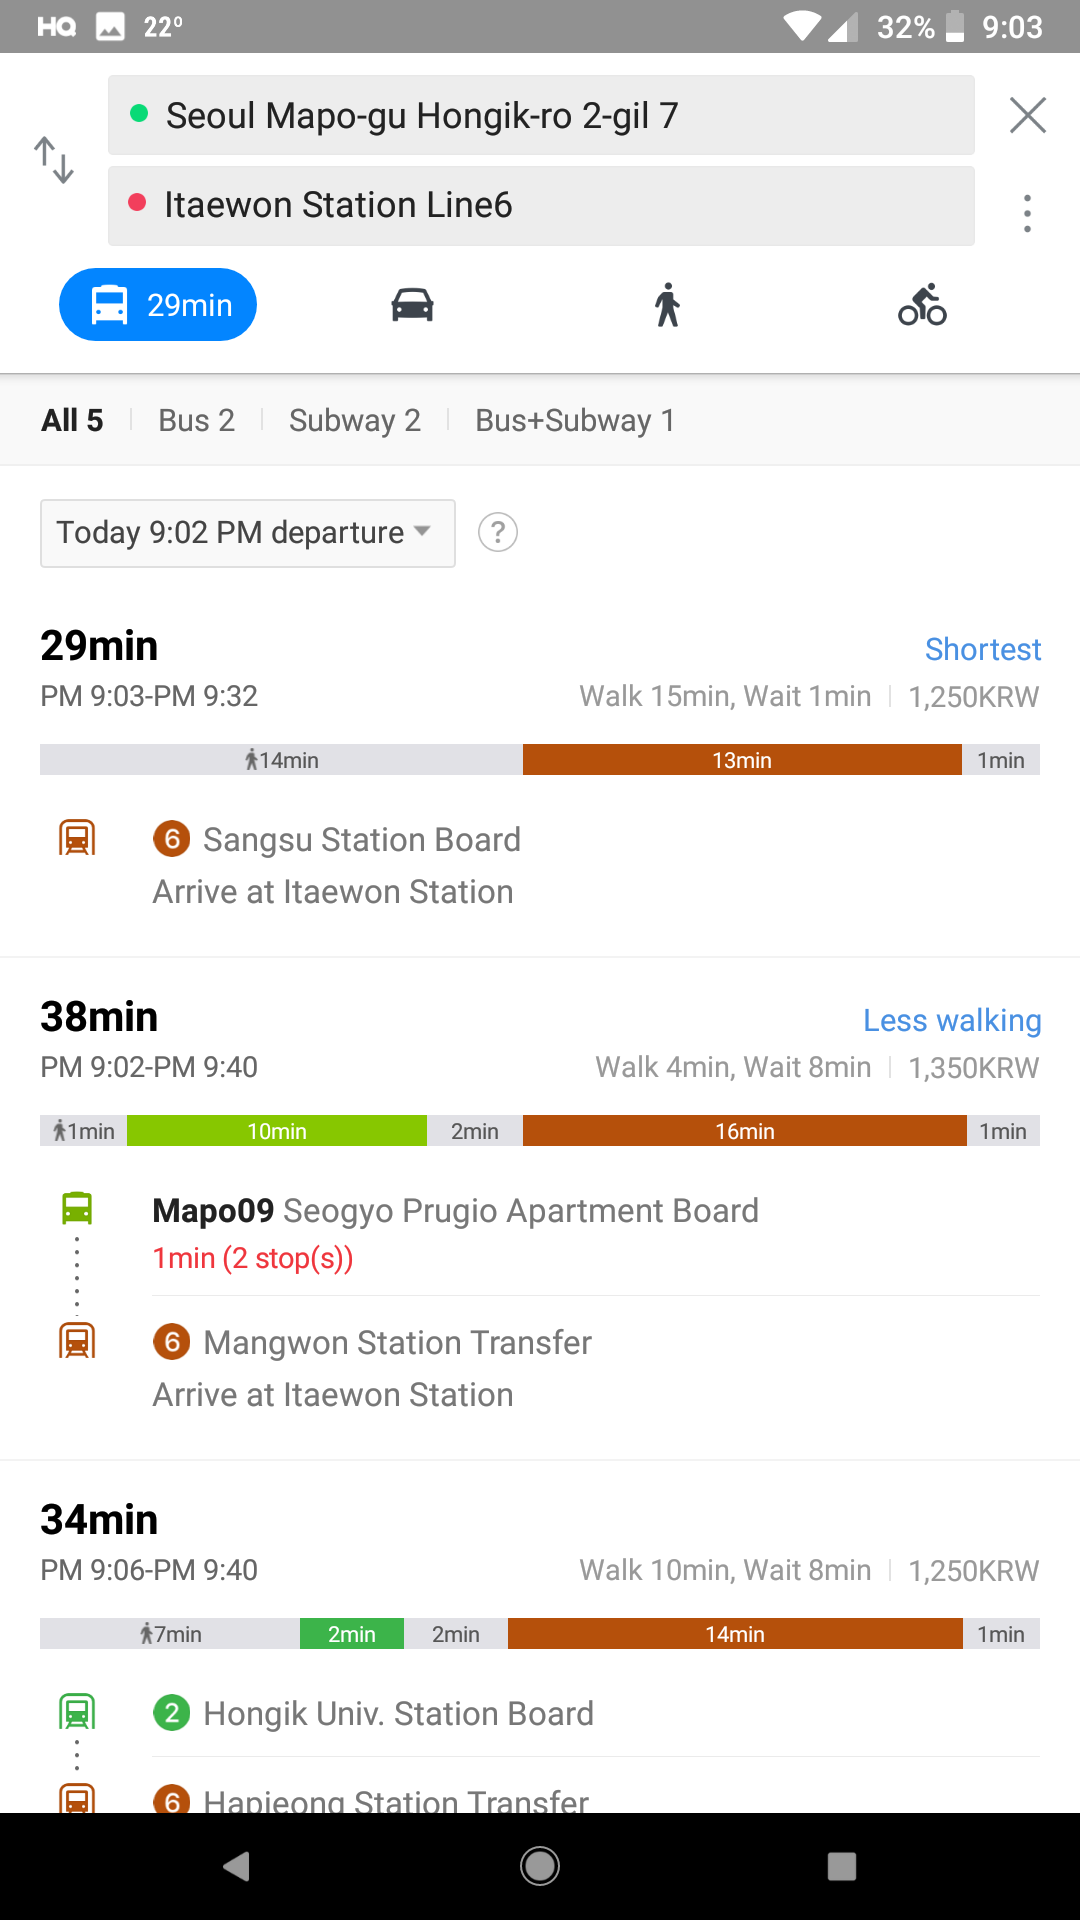 HQ 22° 32% 9:03
Seoul Mapo-gu Hongik-ro 2-gil 7
Itaewon Station Line6
29min
All 5 Bus 2 Subway 2 Bus+Subway 1
Today 9:02 PM departure ?
29min Shortest
PM 9:03-PM 9:32 Walk 15min, Wait 1min 1,250KRW
14min 13min 1min
6 Sangsu Station Board
Arrive at Itaewon Station
38min Less walking
PM 9:02-PM 9:40 Walk 4min, Wait 8min 1,350KRW
1min 10min 2min 16min 1min
Mapo09 Seogyo Prugio Apartment Board
1min (2 stop(s))
6 Mangwon Station Transfer
Arrive at Itaewon Station
34min
PM 9:06-PM 9:40 Walk 10min, Wait 8min 1,250KRW
7min 2min 2min 14min 1min
2 Hongik Univ. Station Board
6 Hapjeong Station Transfer